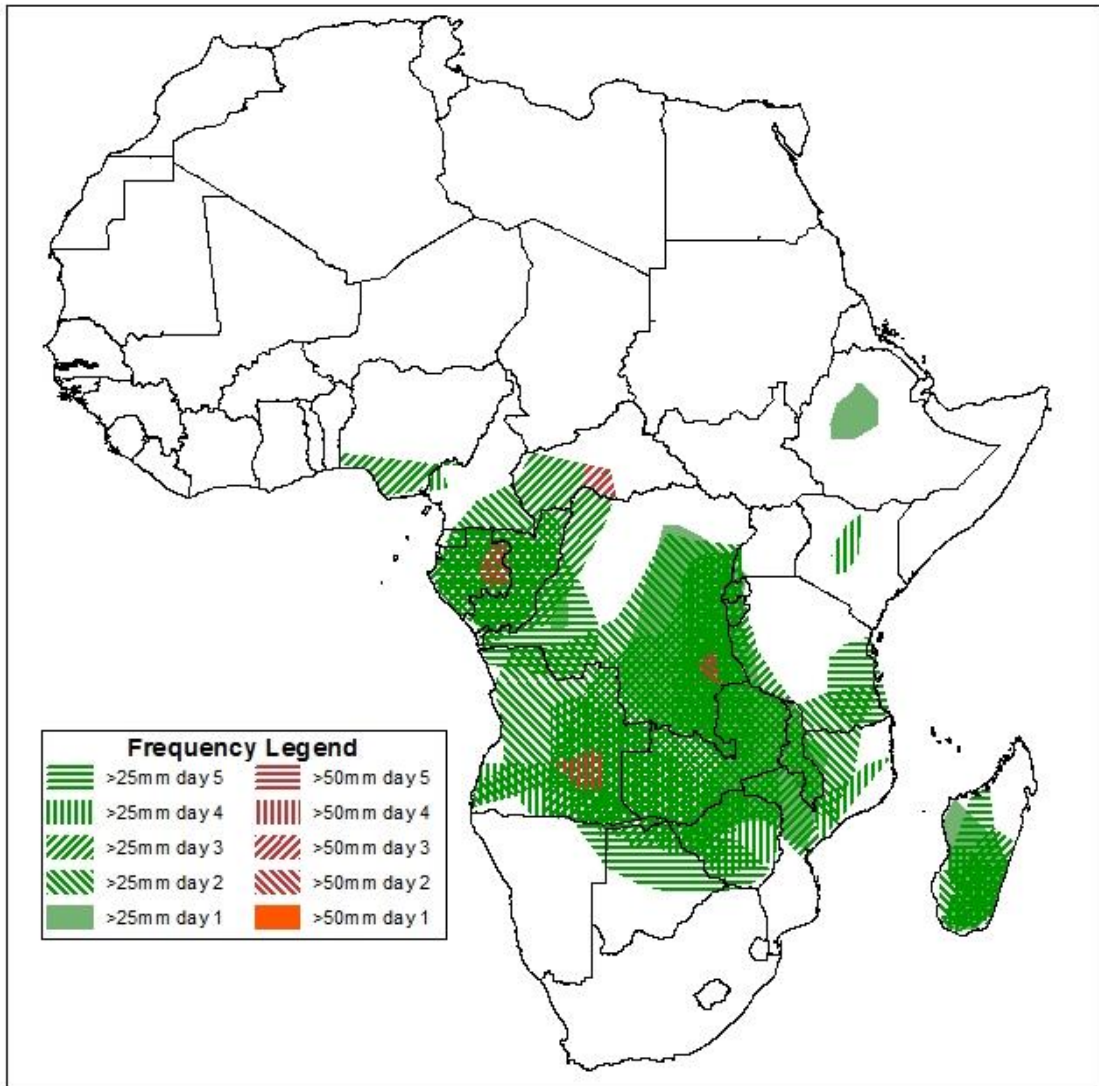 Frequency Legend
>25mm day 5 >50mm day 5
>25mm day 4 >50mm day 4
>25mm day 3 >50mm day 3
>25mm day 2 >50mm day 2
>25mm day 1 >50mm day 1